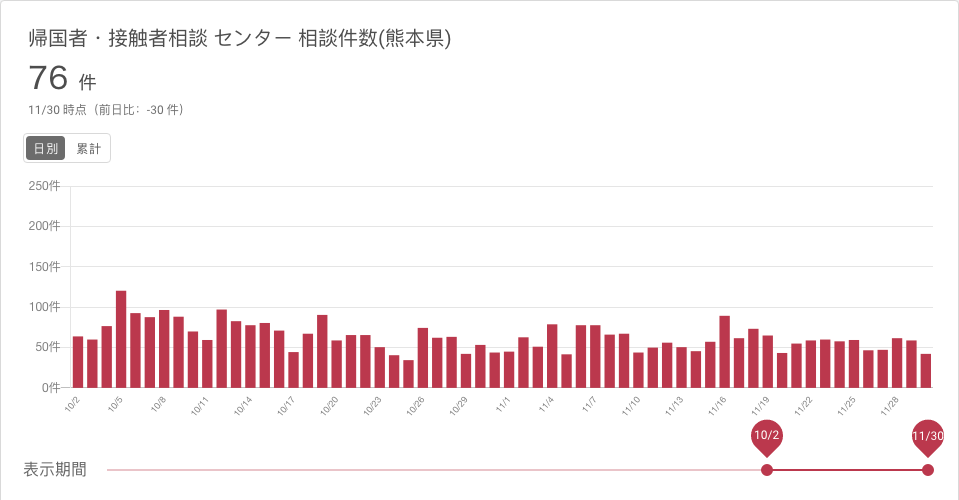 帰国者・接触者相談 センター 相談件数(熊本県)
76 件
11/30 時点（前日比：-30 件）
日別 累計
250件
200件
150件
100件
50件
0件
10/2 10/5 10/8 10/11 10/14 10/17 10/20 10/23 10/26 10/29 11/1 11/4 11/7 11/10 11/13 11/16 11/19 11/22 11/25 11/28
10/2 11/30
表示期間